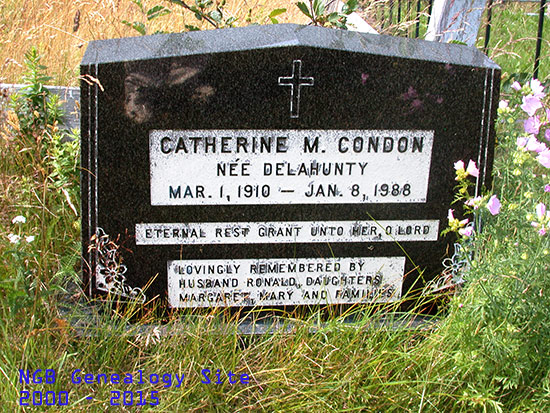 CATHERINE M. CONDON
NÉE DELAHUNTY
MAR. 1, 1910 — JAN. 8, 1988
ETERNAL REST GRANT UNTO HER, O LORD
LOVINGLY REMEMBERED BY
HUSBAND RONALD, DAUGHTERS
MARGARET, MARY AND FAMILIES
NGB Genealogy Site
2000 - 2015